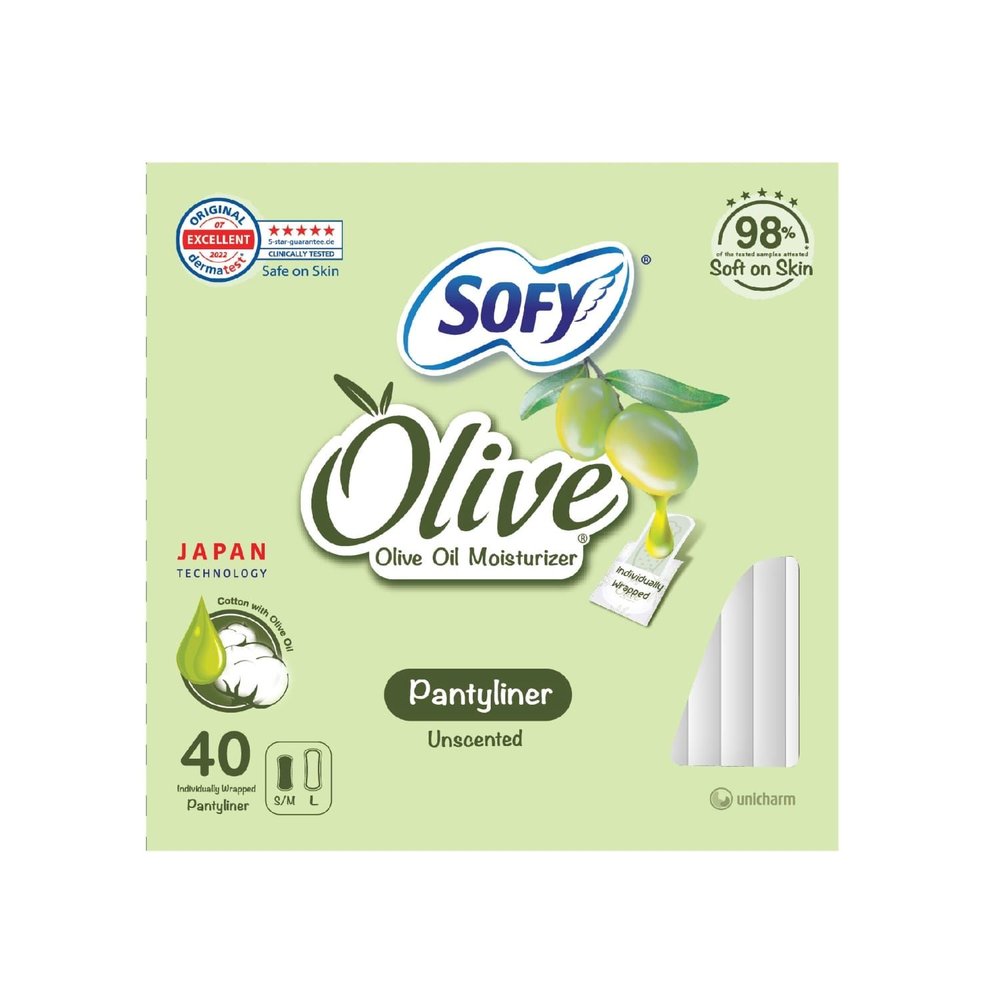 ORIGINAL
07
EXCELLENT
2022
dermatest®
★★★★★
5-star-guarantee.de
CLINICALLY TESTED
Safe on Skin
98%
of the tested samples attested
Soft on Skin
SOFY®
Olive®
Olive Oil Moisturizer
Individually
Wrapped
JAPAN
TECHNOLOGY
Cotton with Olive Oil
Pantyliner
Unscented
40
Individually Wrapped
Pantyliner
S/M L
unicharm